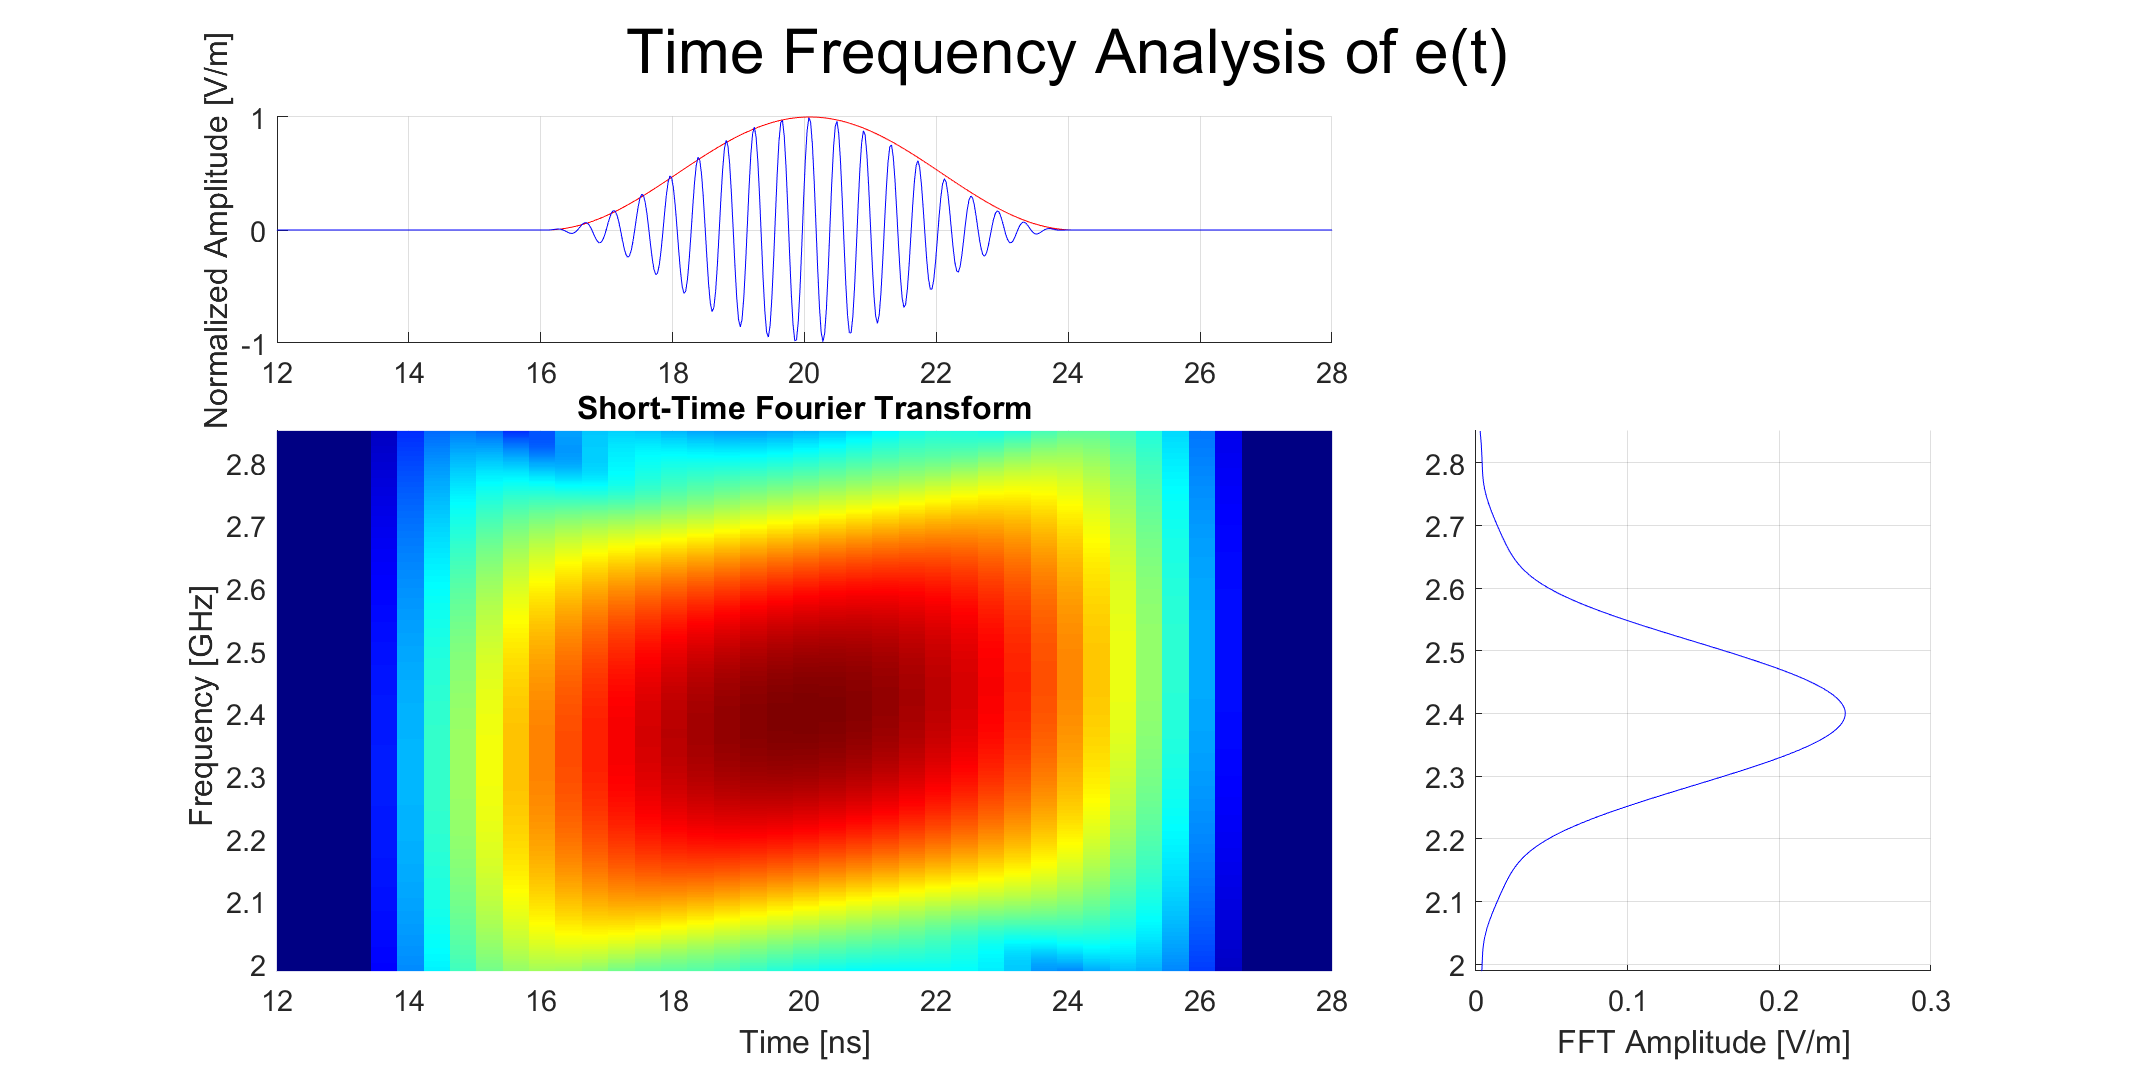 Time Frequency Analysis of e(t)
Normalized Amplitude [V/m]
1
0
-1
12 14 16 18 20 22 24 26 28
Short-Time Fourier Transform
Frequency [GHz]
2.8
2.7
2.6
2.5
2.4
2.3
2.2
2.1
2
12 14 16 18 20 22 24 26 28
Time [ns]
2.8
2.7
2.6
2.5
2.4
2.3
2.2
2.1
2
0 0.1 0.2 0.3
FFT Amplitude [V/m]